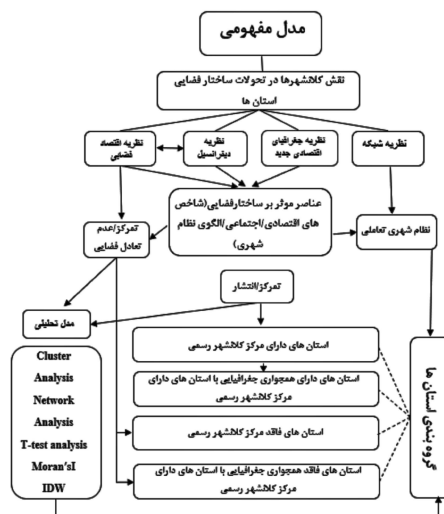 مدل مفهومی
نقش کلانشهرها در تحولات ساختار فضایی
استان ها
نظریه شبکه
نظریه جغرافیای
اقتصادی جدید
نظریه
دیفرانسیل
نظریه اقتصاد
فضایی
عناصر موثر بر ساختارفضایی(شاخص
های اقتصادی/اجتماعی/الگوی نظام
شهری)
نظام شهری تعاملی
تمرکز/عدم
تعادل فضایی
تمرکز/انتشار
مدل تحلیلی
استان های دارای مرکز کلانشهر رسمی
استان های دارای همجواری جغرافیایی با استان های دارای
مرکز کلانشهر رسمی
استان های فاقد مرکز کلانشهر رسمی
استان های فاقد همجواری جغرافیایی با استان های دارای
مرکز کلانشهر رسمی
گروه بندی استان ها
Cluster
Analysis
Network
Analysis
T-test analysis
Moran'sI
IDW